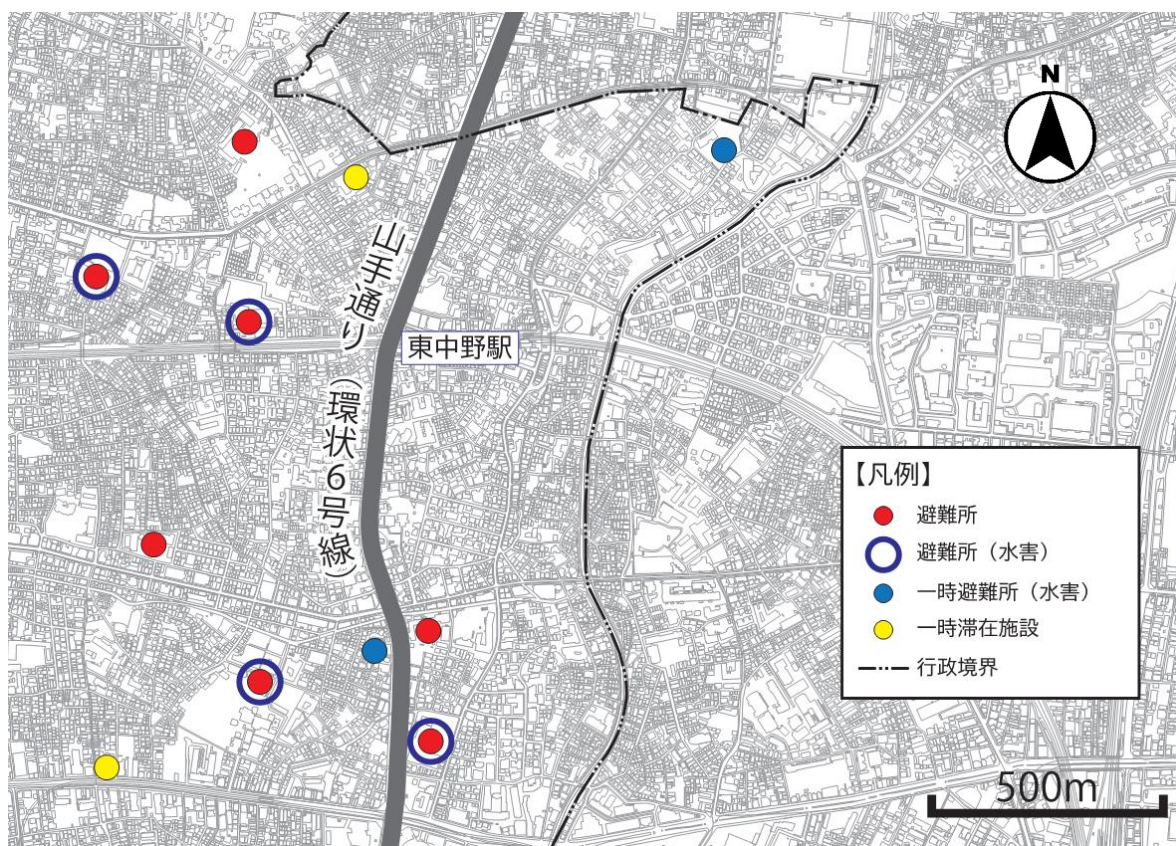 N
山手通り（環状６号線）
東中野駅
【凡例】
避難所
避難所（水害）
一時避難所（水害）
一時滞在施設
行政境界
500m